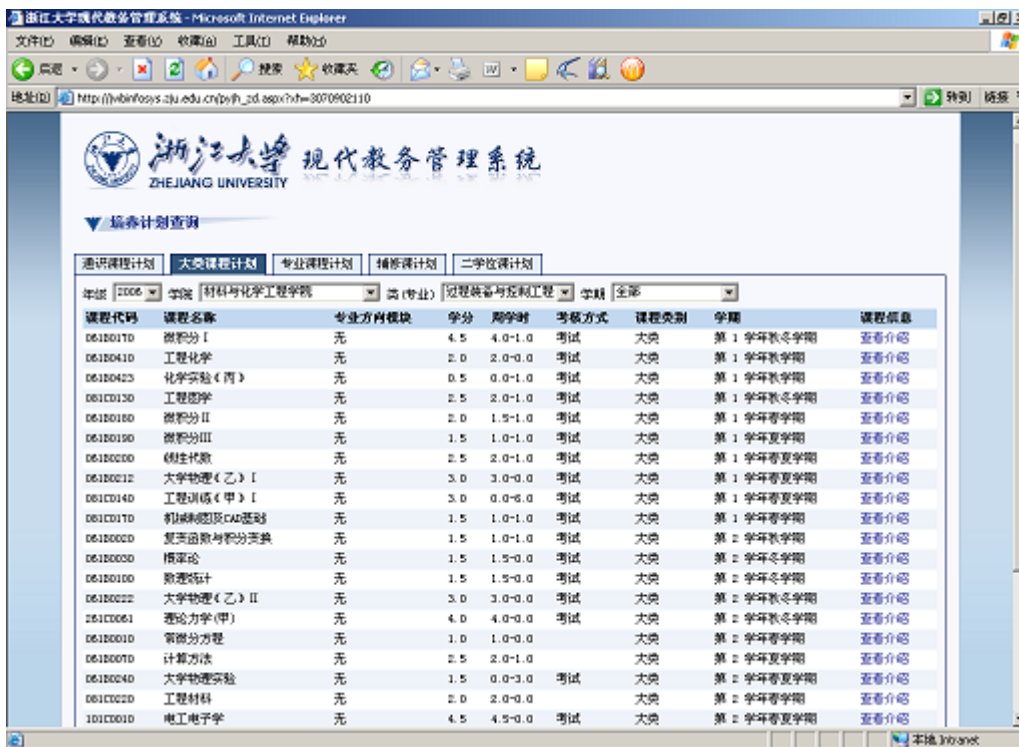 浙江大学现代教务管理系统 - Microsoft Internet Explorer
文件(F) 编辑(E) 查看(V) 收藏(A) 工具(T) 帮助(H)
后退 搜索 收藏夹
地址(D) http://jwbinfosys.zju.edu.cn/pyjh_zd.aspx?xh=3070902110 转到 链接
浙江大学 现代教务管理系统
ZHEJIANG UNIVERSITY
培养计划查询
通识课程计划 大类课程计划 专业课程计划 辅修课计划 二学位课计划
年级 2006 学院 材料与化学工程学院 类(专业) 过程装备与控制工程 学期 全部
课程代码 课程名称 专业方向模块 学分 周学时 考核方式 课程类别 学期 课程信息
061B0170 微积分 I 无 4.5 4.0-1.0 考试 大类 第 1 学年秋冬学期 查看介绍
061B0410 工程化学 无 2.0 2.0-0.0 考试 大类 第 1 学年秋学期 查看介绍
061B0423 化学实验(丙) 无 0.5 0.0-1.0 考试 大类 第 1 学年秋学期 查看介绍
081C0130 工程图学 无 2.5 2.0-1.0 考试 大类 第 1 学年秋冬学期 查看介绍
061B0180 微积分II 无 2.0 1.5-1.0 考试 大类 第 1 学年春学期 查看介绍
061B0190 微积分III 无 1.5 1.0-1.0 考试 大类 第 1 学年夏学期 查看介绍
061B0200 线性代数 无 2.5 2.0-1.0 考试 大类 第 1 学年春夏学期 查看介绍
061B0212 大学物理(乙) I 无 3.0 3.0-0.0 考试 大类 第 1 学年春夏学期 查看介绍
081C0140 工程训练(甲) I 无 3.0 0.0-6.0 考试 大类 第 1 学年春夏学期 查看介绍
081C0170 机械制图及CAD基础 无 1.5 1.0-1.0 考试 大类 第 1 学年春学期 查看介绍
061B0020 复变函数与积分变换 无 1.5 1.0-1.0 考试 大类 第 2 学年秋学期 查看介绍
061B0030 概率论 无 1.5 1.5-0.0 考试 大类 第 2 学年冬学期 查看介绍
061B0100 数理统计 无 1.5 1.5-0.0 考试 大类 第 2 学年冬学期 查看介绍
061B0222 大学物理(乙) II 无 3.0 3.0-0.0 考试 大类 第 2 学年秋冬学期 查看介绍
261C0061 理论力学(甲) 无 4.0 4.0-0.0 考试 大类 第 2 学年秋冬学期 查看介绍
061B0010 常微分方程 无 1.0 1.0-0.0 大类 第 2 学年春学期 查看介绍
061B0070 计算方法 无 2.5 2.0-1.0 大类 第 2 学年夏学期 查看介绍
061B0240 大学物理实验 无 1.5 0.0-3.0 考试 大类 第 2 学年春夏学期 查看介绍
081C0220 工程材料 无 2.0 2.0-0.0 大类 第 2 学年春学期 查看介绍
101C0010 电工电子学 无 4.5 4.5-0.0 考试 大类 第 2 学年春夏学期 查看介绍
本地 Intranet